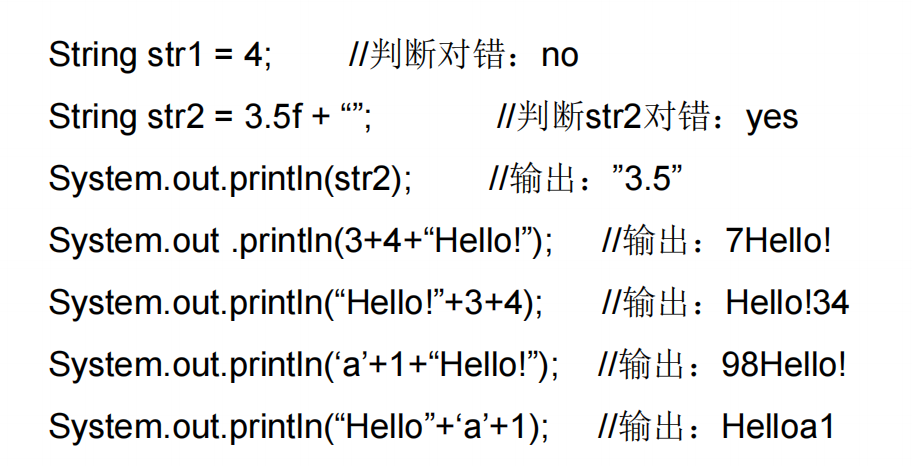 String str1 = 4; //判断对错：no
String str2 = 3.5f + “”; //判断str2对错：yes
System.out.println(str2); //输出：”3.5”
System.out .println(3+4+“Hello!”); //输出：7Hello!
System.out.println(“Hello!”+3+4); //输出：Hello!34
System.out.println(‘a’+1+“Hello!”); //输出：98Hello!
System.out.println(“Hello”+‘a’+1); //输出：Helloa1